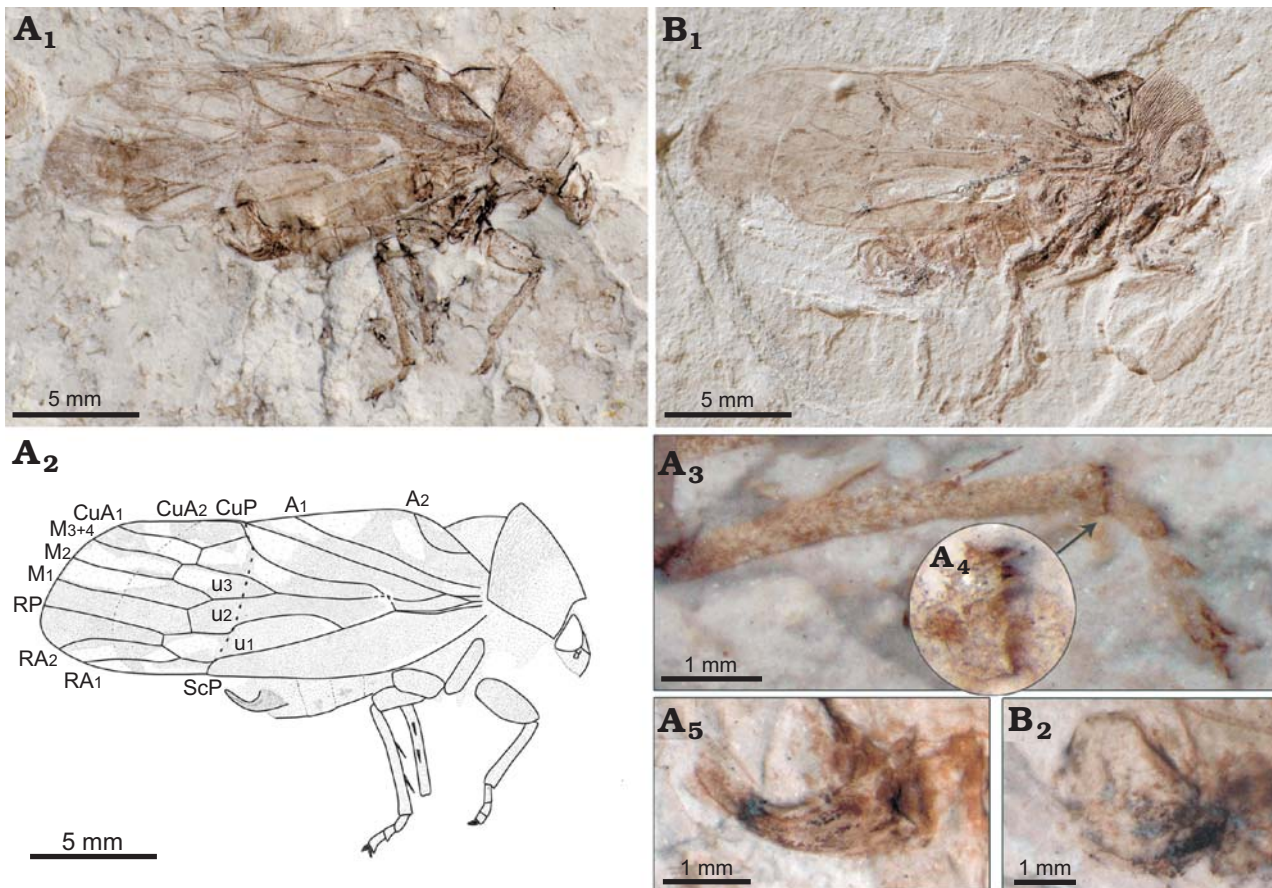 A1
5 mm
B1
5 mm
A2
CuA1 CuA2 CuP A1 A2
M3+4
M2
M1
RP
RA2
RA1
ScP
u3
u2
u1
5 mm
A3
A4
1 mm
A5
1 mm
B2
1 mm